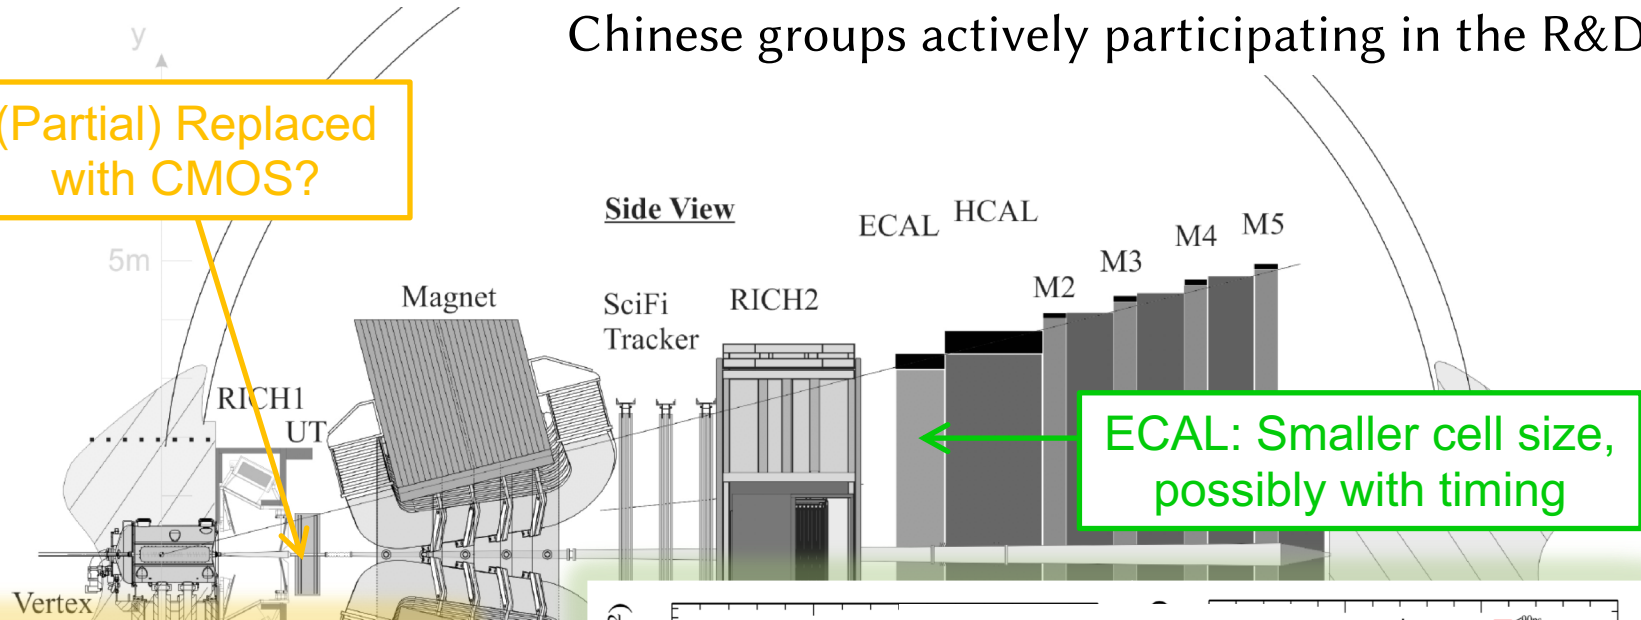 Chinese groups actively participating in the R&D
y
(Partial) Replaced
with CMOS?
Side View
ECAL
HCAL
M2
M3
M4
M5
5m
Magnet
SciFi
Tracker
RICH2
RICH1
UT
ECAL: Smaller cell size,
possibly with timing
Vertex